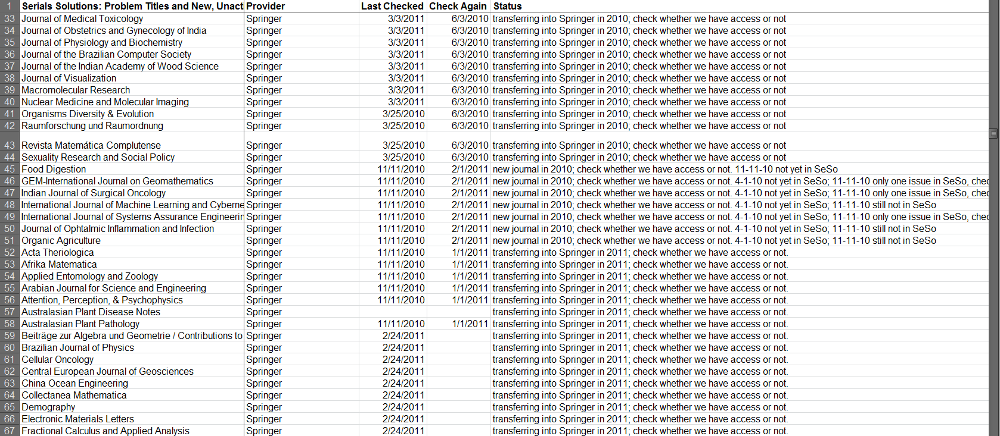 1 Serials Solutions: Problem Titles and New, Unact Provider Last Checked Check Again Status
33 Journal of Medical Toxicology Springer 3/3/2011 6/3/2010 transferring into Springer in 2010; check whether we have access or not
34 Journal of Obstetrics and Gynecology of India Springer 3/3/2011 6/3/2010 transferring into Springer in 2010; check whether we have access or not
35 Journal of Physiology and Biochemistry Springer 3/3/2011 6/3/2010 transferring into Springer in 2010; check whether we have access or not
36 Journal of the Brazilian Computer Society Springer 3/3/2011 6/3/2010 transferring into Springer in 2010; check whether we have access or not
37 Journal of the Indian Academy of Wood Science Springer 3/3/2011 6/3/2010 transferring into Springer in 2010; check whether we have access or not
38 Journal of Visualization Springer 3/3/2011 6/3/2010 transferring into Springer in 2010; check whether we have access or not
39 Macromolecular Research Springer 3/3/2011 6/3/2010 transferring into Springer in 2010; check whether we have access or not
40 Nuclear Medicine and Molecular Imaging Springer 3/3/2011 6/3/2010 transferring into Springer in 2010; check whether we have access or not
41 Organisms Diversity & Evolution Springer 3/25/2010 6/3/2010 transferring into Springer in 2010; check whether we have access or not
42 Raumforschung und Raumordnung Springer 3/25/2010 6/3/2010 transferring into Springer in 2010; check whether we have access or not
43 Revista Matemática Complutense Springer 3/25/2010 6/3/2010 transferring into Springer in 2010; check whether we have access or not
44 Sexuality Research and Social Policy Springer 3/25/2010 6/3/2010 transferring into Springer in 2010; check whether we have access or not
45 Food Digestion Springer 11/11/2010 2/1/2011 new journal in 2010; check whether we have access or not. 11-11-10 not yet in SeSo
46 GEM-International Journal on Geomathematics Springer 11/11/2010 2/1/2011 new journal in 2010; check whether we have access or not. 4-1-10 not yet in SeSo; 11-11-10 only one issue in SeSo, chec
47 Indian Journal of Surgical Oncology Springer 11/11/2010 2/1/2011 new journal in 2010; check whether we have access or not. 4-1-10 not yet in SeSo; 11-11-10 only one issue in SeSo, chec
48 International Journal of Machine Learning and Cyberne Springer 11/11/2010 2/1/2011 new journal in 2010; check whether we have access or not. 4-1-10 not yet in SeSo; 11-11-10 still not in SeSo
49 International Journal of Systems Assurance Engineerin Springer 11/11/2010 2/1/2011 new journal in 2010; check whether we have access or not. 4-1-10 not yet in SeSo; 11-11-10 only one issue in SeSo, chec
50 Journal of Ophtalmic Inflammation and Infection Springer 11/11/2010 2/1/2011 new journal in 2010; check whether we have access or not. 4-1-10 not yet in SeSo; 11-11-10 still not in SeSo
51 Organic Agriculture Springer 11/11/2010 2/1/2011 new journal in 2010; check whether we have access or not. 4-1-10 not yet in SeSo; 11-11-10 still not in SeSo
52 Acta Theriologica Springer 11/11/2010 1/1/2011 transferring into Springer in 2011; check whether we have access or not.
53 Afrika Matematica Springer 11/11/2010 1/1/2011 transferring into Springer in 2011; check whether we have access or not.
54 Applied Entomology and Zoology Springer 11/11/2010 1/1/2011 transferring into Springer in 2011; check whether we have access or not.
55 Arabian Journal for Science and Engineering Springer 11/11/2010 1/1/2011 transferring into Springer in 2011; check whether we have access or not.
56 Attention, Perception, & Psychophysics Springer 11/11/2010 1/1/2011 transferring into Springer in 2011; check whether we have access or not.
57 Australasian Plant Disease Notes Springer transferring into Springer in 2011; check whether we have access or not.
58 Australasian Plant Pathology Springer 11/11/2010 1/1/2011 transferring into Springer in 2011; check whether we have access or not.
59 Beiträge zur Algebra und Geometrie / Contributions to Springer 2/24/2011 transferring into Springer in 2011; check whether we have access or not.
60 Brazilian Journal of Physics Springer 2/24/2011 transferring into Springer in 2011; check whether we have access or not.
61 Cellular Oncology Springer 2/24/2011 transferring into Springer in 2011; check whether we have access or not.
62 Central European Journal of Geosciences Springer 2/24/2011 transferring into Springer in 2011; check whether we have access or not.
63 China Ocean Engineering Springer 2/24/2011 transferring into Springer in 2011; check whether we have access or not.
64 Collectanea Mathematica Springer 2/24/2011 transferring into Springer in 2011; check whether we have access or not.
65 Demography Springer 2/24/2011 transferring into Springer in 2011; check whether we have access or not.
66 Electronic Materials Letters Springer 2/24/2011 transferring into Springer in 2011; check whether we have access or not.
67 Fractional Calculus and Applied Analysis Springer 2/24/2011 transferring into Springer in 2011; check whether we have access or not.